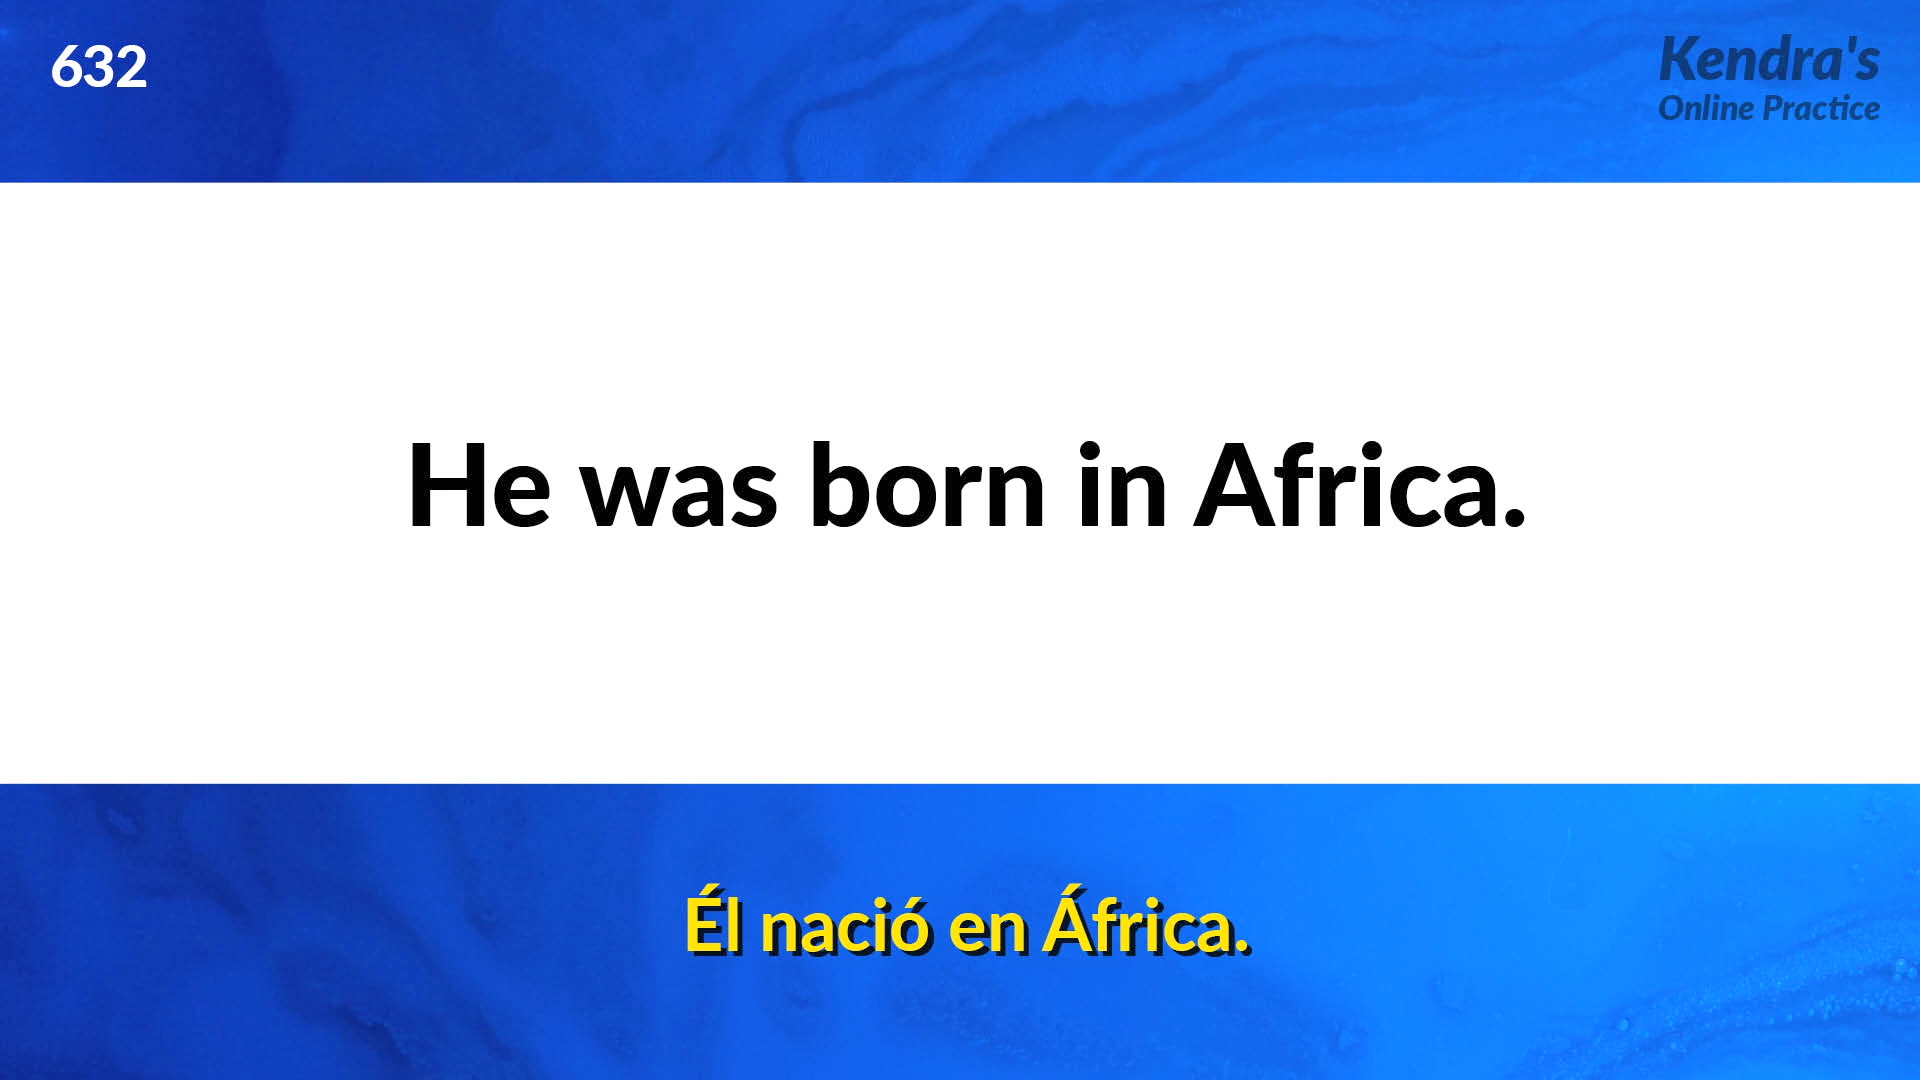 632
Kendra's
Online Practice
He was born in Africa.
Él nació en África.